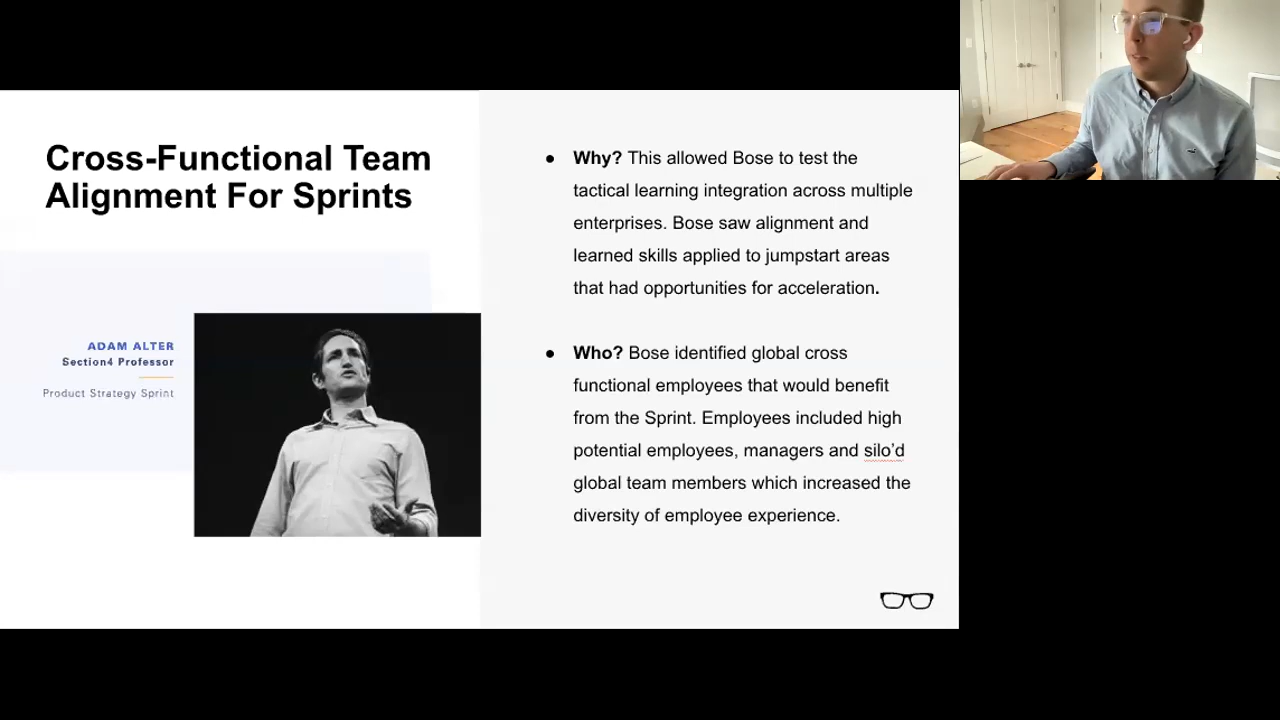 Cross-Functional Team
Alignment For Sprints
ADAM ALTER
Section4 Professor
Product Strategy Sprint
● Why? This allowed Bose to test the
tactical learning integration across multiple
enterprises. Bose saw alignment and
learned skills applied to jumpstart areas
that had opportunities for acceleration.
● Who? Bose identified global cross
functional employees that would benefit
from the Sprint. Employees included high
potential employees, managers and silo’d
global team members which increased the
diversity of employee experience.